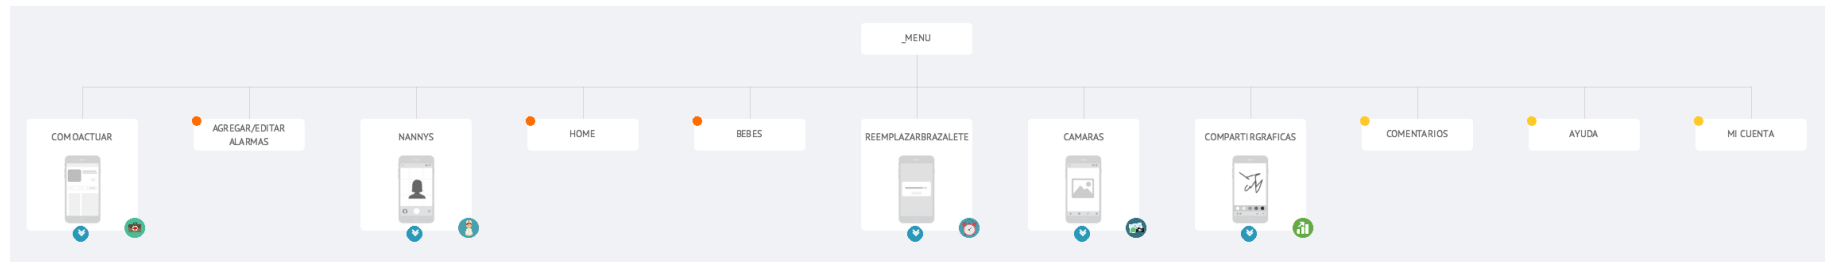 _MENU
COMOACTUAR
AGREGAR/EDITAR
ALARMAS
NANNYS
HOME
BEBES
REEMPLAZARBRAZALETE
CAMARAS
COMPARTIRGRAFICAS
COMENTARIOS
AYUDA
MI CUENTA